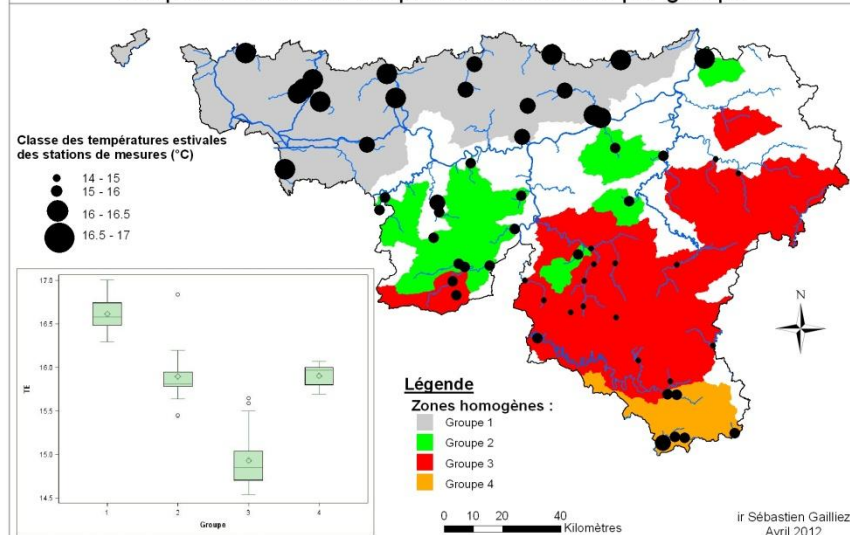 Classe des températures estivales
des stations de mesures (°C)
14 - 15
15 - 16
16 - 16.5
16.5 - 17
N
17.0
16.5
16.0
15.5
15.0
14.5
TE
1
2
3
4
Groupe
Légende
Zones homogènes :
Groupe 1
Groupe 2
Groupe 3
Groupe 4
0 10 20 40
Kilomètres
ir Sébastien Gailliez
Avril 2012